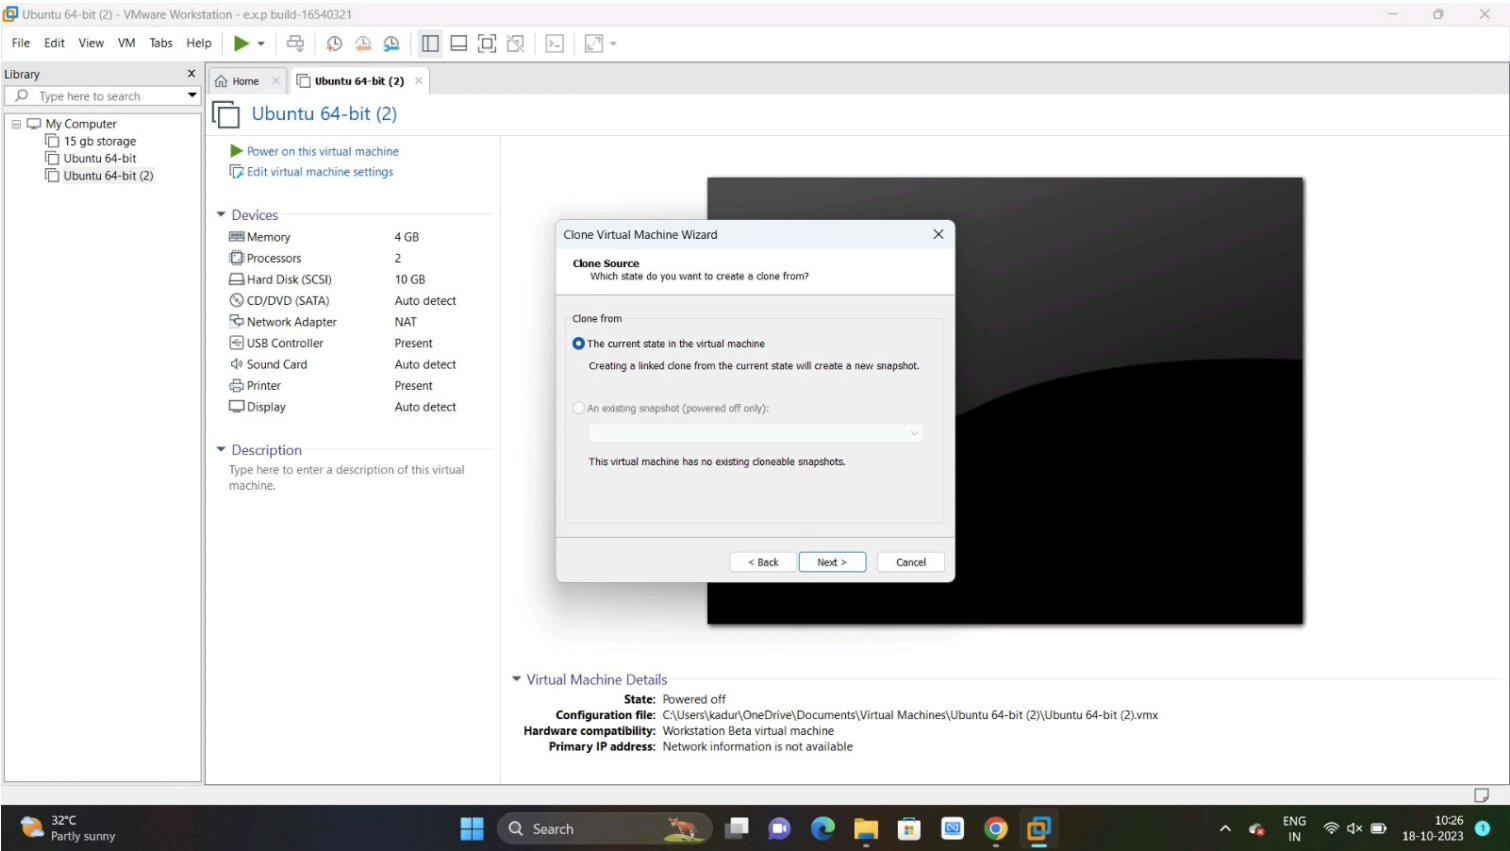 Ubuntu 64-bit (2) - VMware Workstation - e.x.p build-16540321
File Edit View VM Tabs Help
Library X
Type here to search
My Computer
15 gb storage
Ubuntu 64-bit
Ubuntu 64-bit (2)
Home
Ubuntu 64-bit (2)
Ubuntu 64-bit (2)
Power on this virtual machine
Edit virtual machine settings
Devices
Memory 4 GB
Processors 2
Hard Disk (SCSI) 10 GB
CD/DVD (SATA) Auto detect
Network Adapter NAT
USB Controller Present
Sound Card Auto detect
Printer Present
Display Auto detect
Description
Type here to enter a description of this virtual
machine.
Clone Virtual Machine Wizard
Clone Source
Which state do you want to create a clone from?
Clone from
The current state in the virtual machine
Creating a linked clone from the current state will create a new snapshot.
An existing snapshot (powered off only):
This virtual machine has no existing cloneable snapshots.
< Back Next > Cancel
Virtual Machine Details
State: Powered off
Configuration file: C:\Users\kadur\OneDrive\Documents\Virtual Machines\Ubuntu 64-bit (2)\Ubuntu 64-bit (2).vmx
Hardware compatibility: Workstation Beta virtual machine
Primary IP address: Network information is not available
32°C
Partly sunny
Search
ENG
IN
10:26
18-10-2023
1